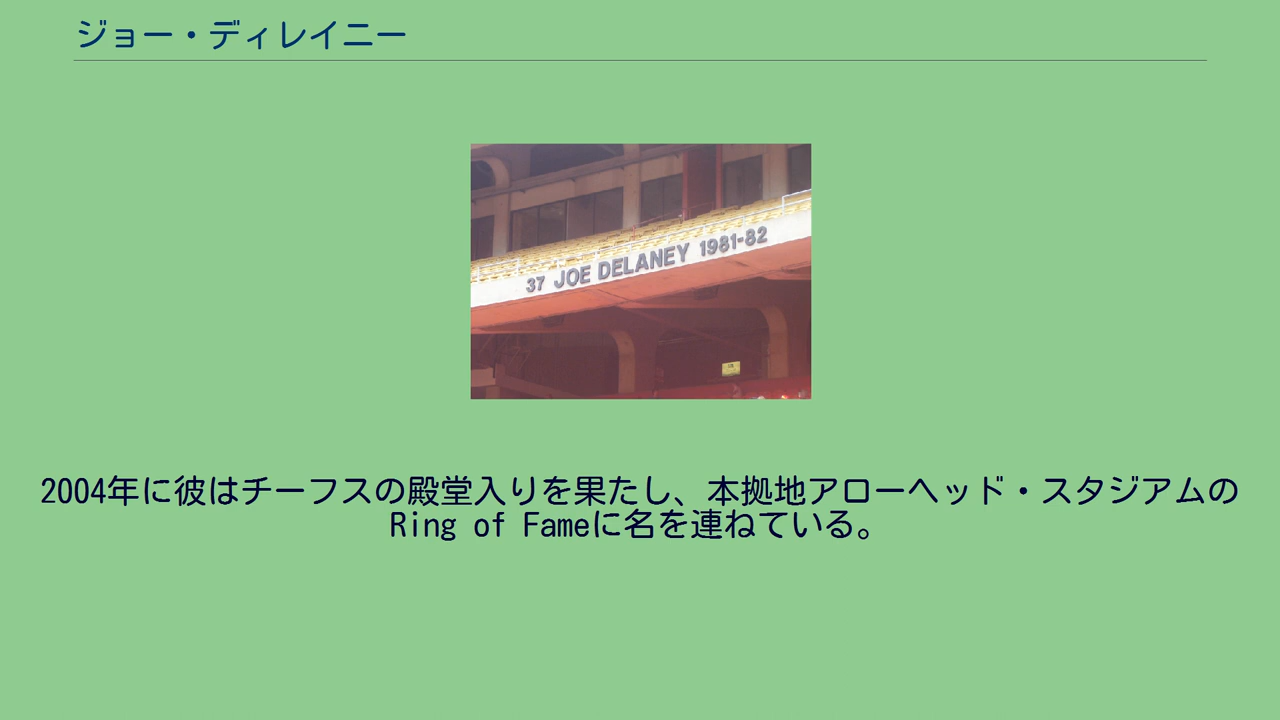 ジョー・ディレイニー
37 JOE DELANEY 1981-82
2004年に彼はチーフスの殿堂入りを果たし、本拠地アローヘッド・スタジアムの
Ring of Fameに名を連ねている。